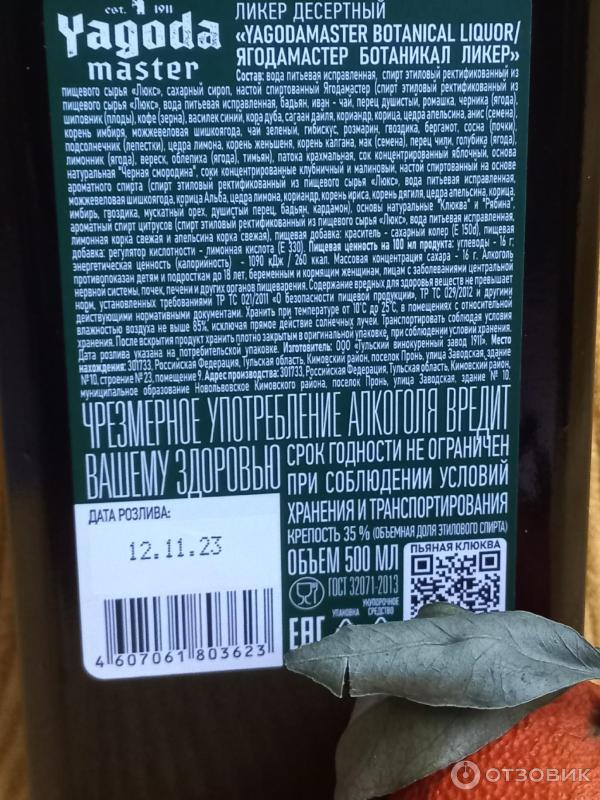 EST. 1911
Yagoda
master
ЛИКЕР ДЕСЕРТНЫЙ
«YAGODAMASTER BOTANICAL LIQUOR/
ЯГОДАМАСТЕР БОТАНИКАЛ ЛИКЕР»
Состав: вода питьевая исправленная, спирт этиловый ректификованный из
пищевого сырья «Люкс», сахарный сироп, настой спиртованный Ягодамастер (спирт этиловый ректификованный из
пищевого сырья «Люкс», вода питьевая исправленная, бадьян, иван - чай, перец душистый, ромашка, черника (ягода),
шиповник (плоды), кофе (зерна), василек синий, кора дуба, сагаан дайля, кориандр, корица, цедра апельсина, анис (семена),
корень имбиря, можжевеловая шишкоягода, чай зеленый, гибискус, розмарин, гвоздика, бергамот, сосна (почки),
подсолнечник (лепестки), цедра лимона, корень женьшеня, корень калгана, мак (семена), перец чили, голубика (ягода),
лимонник (ягода), вереск, облепиха (ягода), тимьян), патока крахмальная, сок концентрированный яблочный, основа
натуральная "Черная смородина", соки концентрированные клубничный и малиновый, настой спиртованный на основе
ароматного спирта (спирт этиловый ректификованный из пищевого сырья «Люкс», вода питьевая исправленная,
можжевеловая шишкоягода, корица Альба, цедра лимона, кориандр, корень ириса, корень дягиля, цедра апельсина, корица,
имбирь, гвоздика, мускатный орех, душистый перец, бадьян, кардамон), основы натуральные "Клюква" и "Рябина",
ароматный спирт цитрусов (спирт этиловый ректификованный из пищевого сырья «Люкс», вода питьевая исправленная,
лимонная корка свежая и апельсина корка свежая), пищевая добавка: краситель - сахарный колер (Е 150d), пищевая
добавка: регулятор кислотности - лимонная кислота (Е 330). Пищевая ценность на 100 мл продукта: углеводы - 16 г;
энергетическая ценность (калорийность) - 1090 кДж / 260 ккал. Массовая концентрация сахара - 16 г. Алкоголь
противопоказан детям и подросткам до 18 лет, беременным и кормящим женщинам, лицам с заболеваниями центральной
нервной системы, почек, печени и других органов пищеварения. Содержание вредных для здоровья веществ не превышает
норм, установленных требованиями ТР ТС 021/2011 «О безопасности пищевой продукции», ТР ТС 029/2012 и другими
действующими нормативными документами. Хранить при температуре от 10°С до 25°С, в помещениях с относительной
влажностью воздуха не выше 85%, исключая прямое действие солнечных лучей. Транспортировать соблюдая условия
хранения. После вскрытия продукт хранить плотно закрытым в оригинальной упаковке, при соблюдении условий хранения.
Дата розлива указана на потребительской упаковке. Изготовитель: ООО «Тульский винокуренный завод 1911». Место
нахождения: 301733, Российская Федерация, Тульская область, Кимовский район, поселок Пронь, улица Заводская, здание
№10, строение №23, помещение 9. Адрес производства: 301733, Российская Федерация, Тульская область, Кимовский район,
муниципальное образование Новольвовское Кимовского района, поселок Пронь, улица Заводская, здание № 10.
ЧРЕЗМЕРНОЕ УПОТРЕБЛЕНИЕ АЛКОГОЛЯ ВРЕДИТ
ВАШЕМУ ЗДОРОВЬЮ
СРОК ГОДНОСТИ НЕ ОГРАНИЧЕН
ПРИ СОБЛЮДЕНИИ УСЛОВИЙ
ХРАНЕНИЯ И ТРАНСПОРТИРОВАНИЯ
КРЕПОСТЬ 35 % (ОБЪЕМНАЯ ДОЛЯ ЭТИЛОВОГО СПИРТА)
ОБЪЕМ 500 МЛ
ГОСТ 32071-2013
ПЬЯНАЯ КЛЮКВА
УПАКОВКА
УКУПОРОЧНОЕ СРЕДСТВО
EAC
ДАТА РОЗЛИВА:
12.11.23
4 607061 803623
ОТЗОВИК